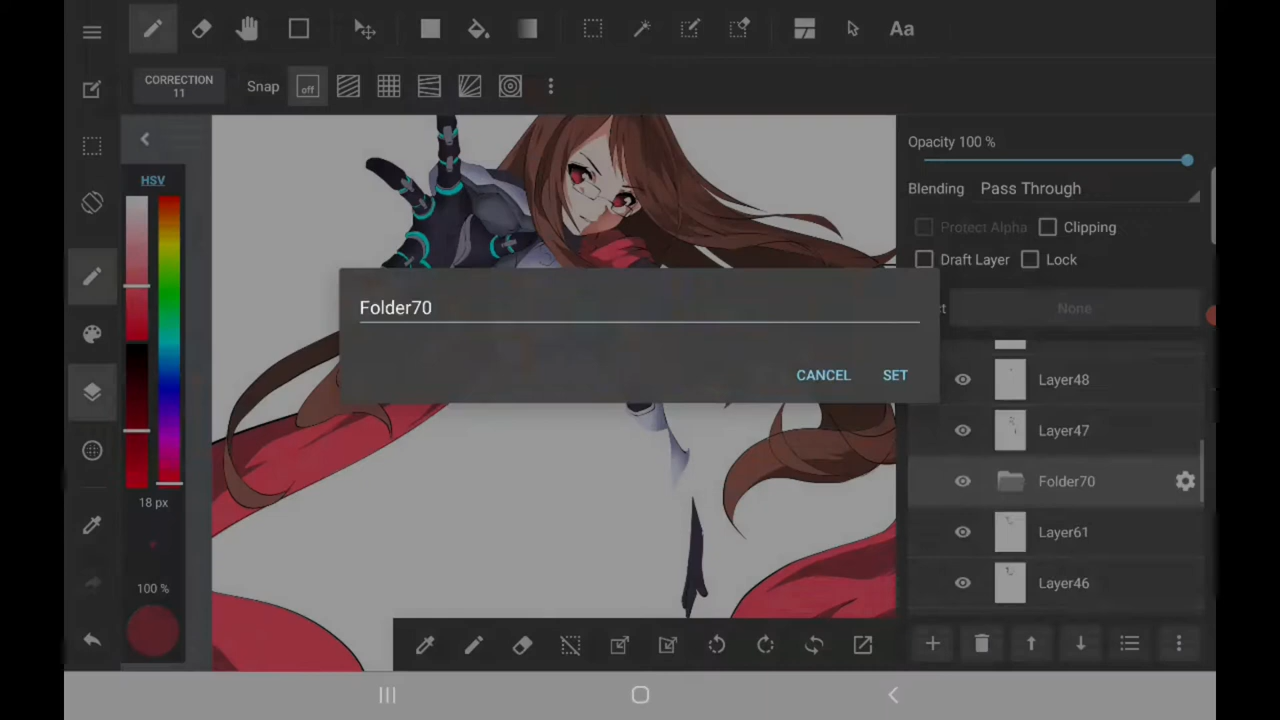 Aa
CORRECTION
11
Snap
off
HSV
18 px
100 %
Opacity 100 %
Blending Pass Through
Protect Alpha Clipping
Draft Layer Lock
None
Folder70
CANCEL SET
Layer48
Layer47
Folder70
Layer61
Layer46